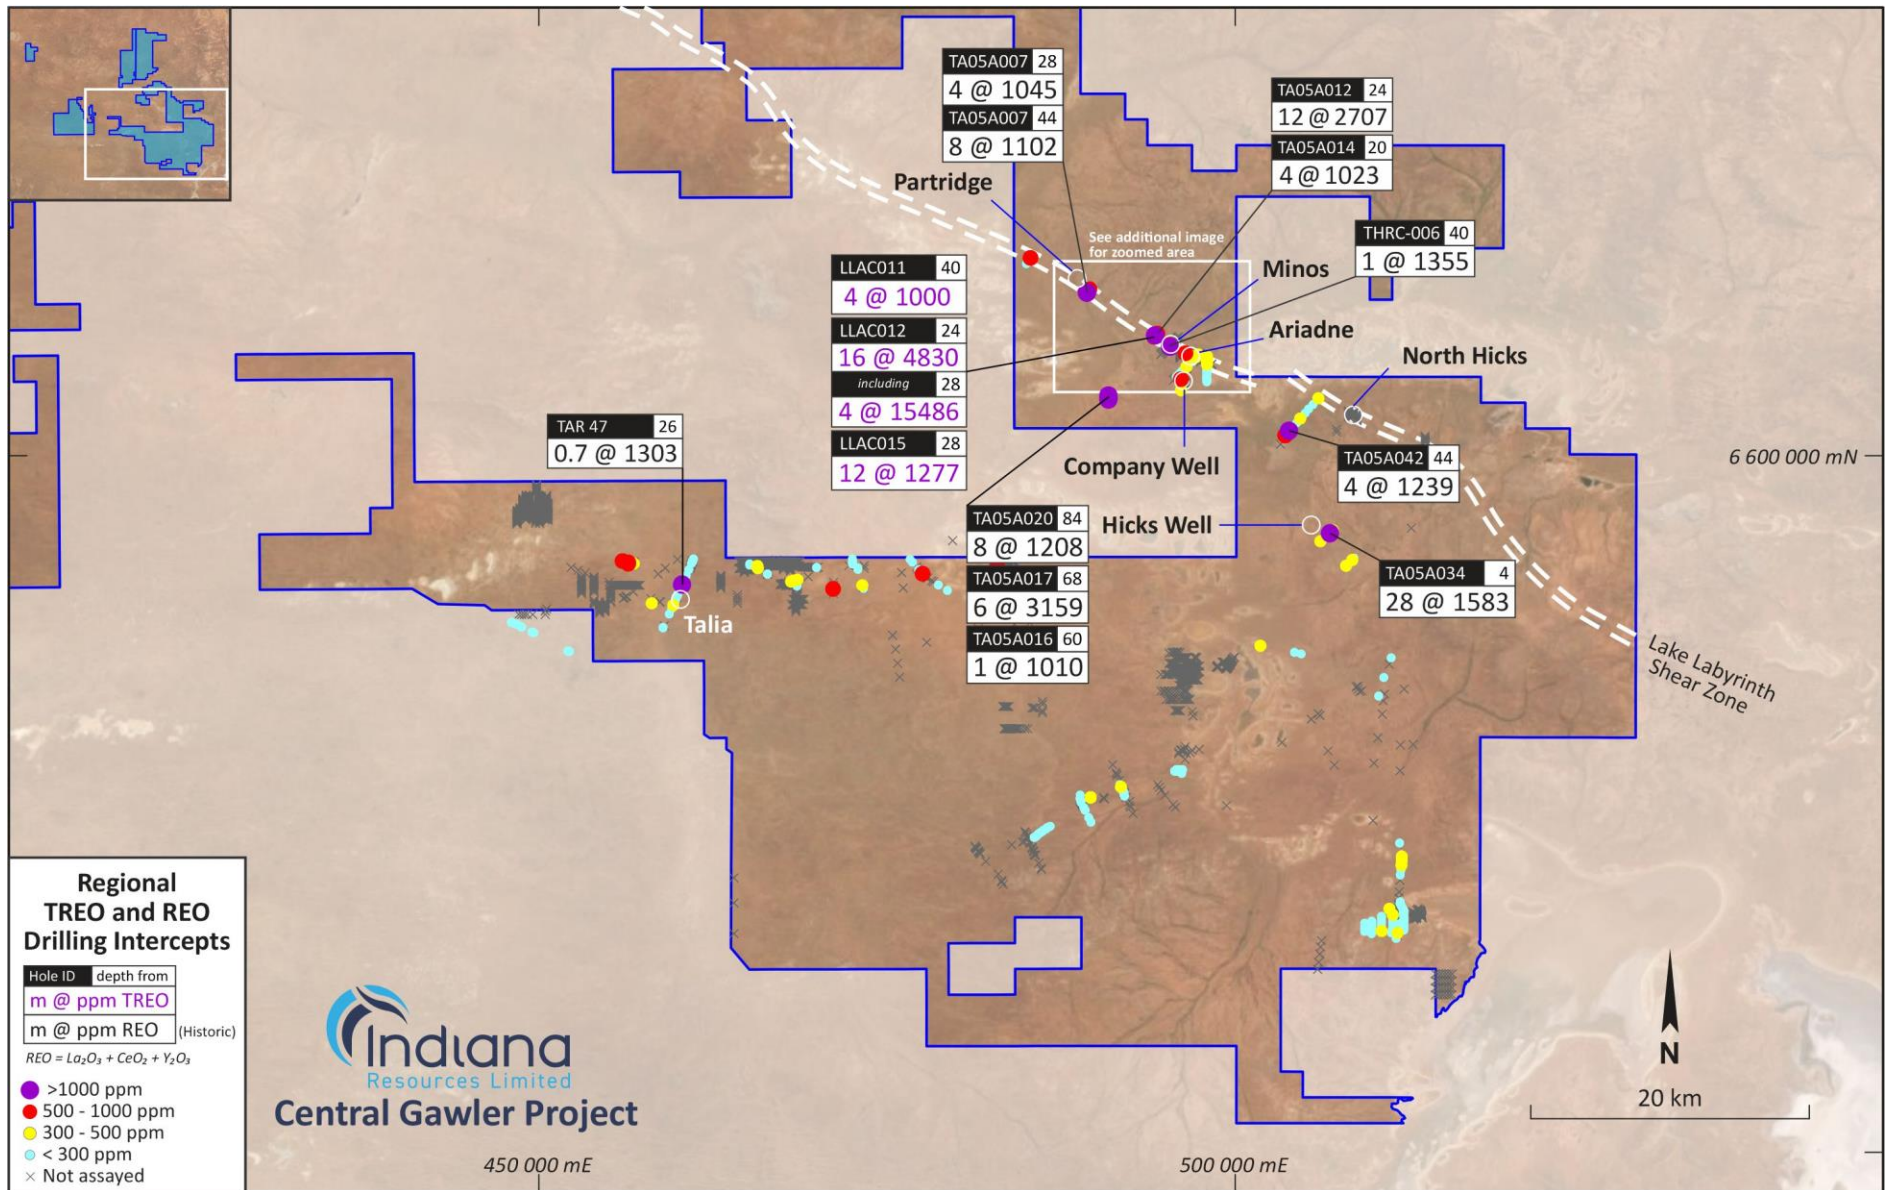 TA05A007 28
4 @ 1045
TA05A007 44
8 @ 1102
TA05A012 24
12 @ 2707
TA05A014 20
4 @ 1023
Partridge
See additional image
for zoomed area
THRC-006 40
1 @ 1355
Minos
LLAC011 40
4 @ 1000
LLAC012 24
16 @ 4830
including 28
4 @ 15486
LLAC015 28
12 @ 1277
Ariadne
North Hicks
TAR 47 26
0.7 @ 1303
Company Well
6 600 000 mN
TA05A042 44
4 @ 1239
TA05A020 84
8 @ 1208
TA05A017 68
6 @ 3159
TA05A016 60
1 @ 1010
Hicks Well
TA05A034 4
28 @ 1583
Talia
Lake Labyrinth
Shear Zone
Regional
TREO and REO
Drilling Intercepts
Hole ID depth from
m @ ppm TREO
m @ ppm REO (Historic)
REO = La₂O₃ + CeO₂ + Y₂O₃
>1000 ppm
500 - 1000 ppm
300 - 500 ppm
< 300 ppm
× Not assayed
Indiana
Resources Limited
Central Gawler Project
N
20 km
450 000 mE
500 000 mE